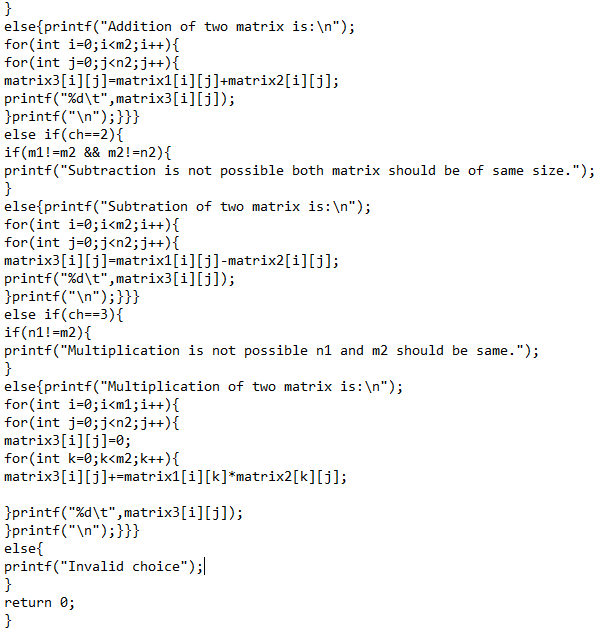 }
else{printf("Addition of two matrix is:\n");
for(int i=0;i<m2;i++){
for(int j=0;j<n2;j++){
matrix3[i][j]=matrix1[i][j]+matrix2[i][j];
printf("%d\t",matrix3[i][j]);
}printf("\n");}}}
else if(ch==2){
if(m1!=m2 && m2!=n2){
printf("Subtraction is not possible both matrix should be of same size.");
}
else{printf("Subtration of two matrix is:\n");
for(int i=0;i<m2;i++){
for(int j=0;j<n2;j++){
matrix3[i][j]=matrix1[i][j]-matrix2[i][j];
printf("%d\t",matrix3[i][j]);
}printf("\n");}}}
else if(ch==3){
if(n1!=m2){
printf("Multiplication is not possible n1 and m2 should be same.");
}
else{printf("Multiplication of two matrix is:\n");
for(int i=0;i<m1;i++){
for(int j=0;j<n2;j++){
matrix3[i][j]=0;
for(int k=0;k<m2;k++){
matrix3[i][j]+=matrix1[i][k]*matrix2[k][j];

}printf("%d\t",matrix3[i][j]);
}printf("\n");}}}
else{
printf("Invalid choice");
}
return 0;
}